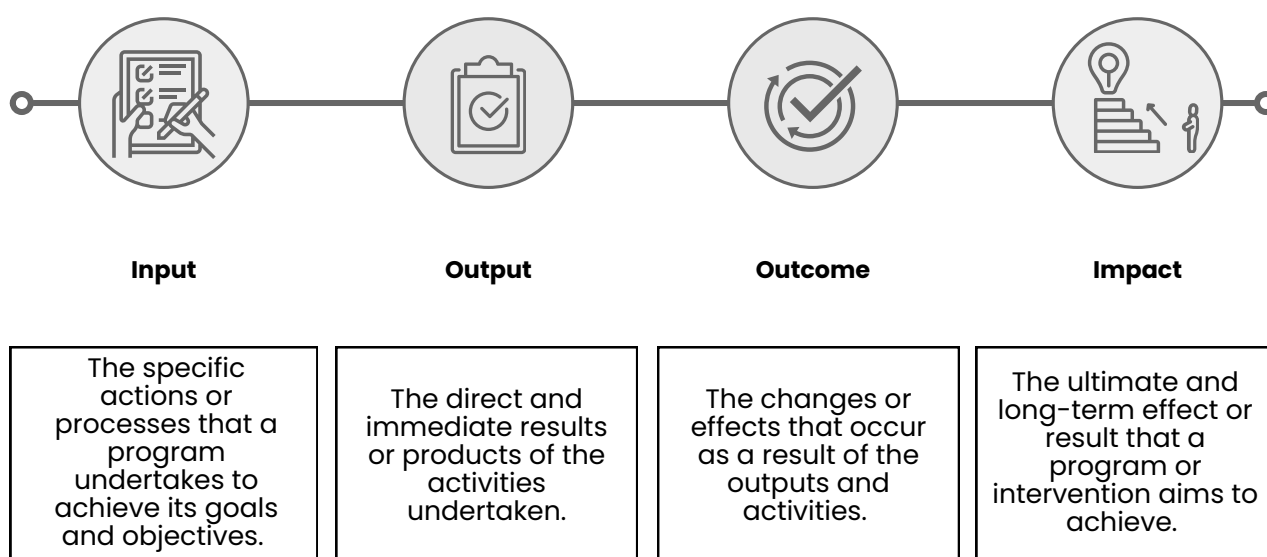 Input
Output
Outcome
Impact
The specific
actions or
processes that a
program
undertakes to
achieve its goals
and objectives.
The direct and
immediate results
or products of the
activities
undertaken.
The changes or
effects that occur
as a result of the
outputs and
activities.
The ultimate and
long-term effect or
result that a
program or
intervention aims to
achieve.